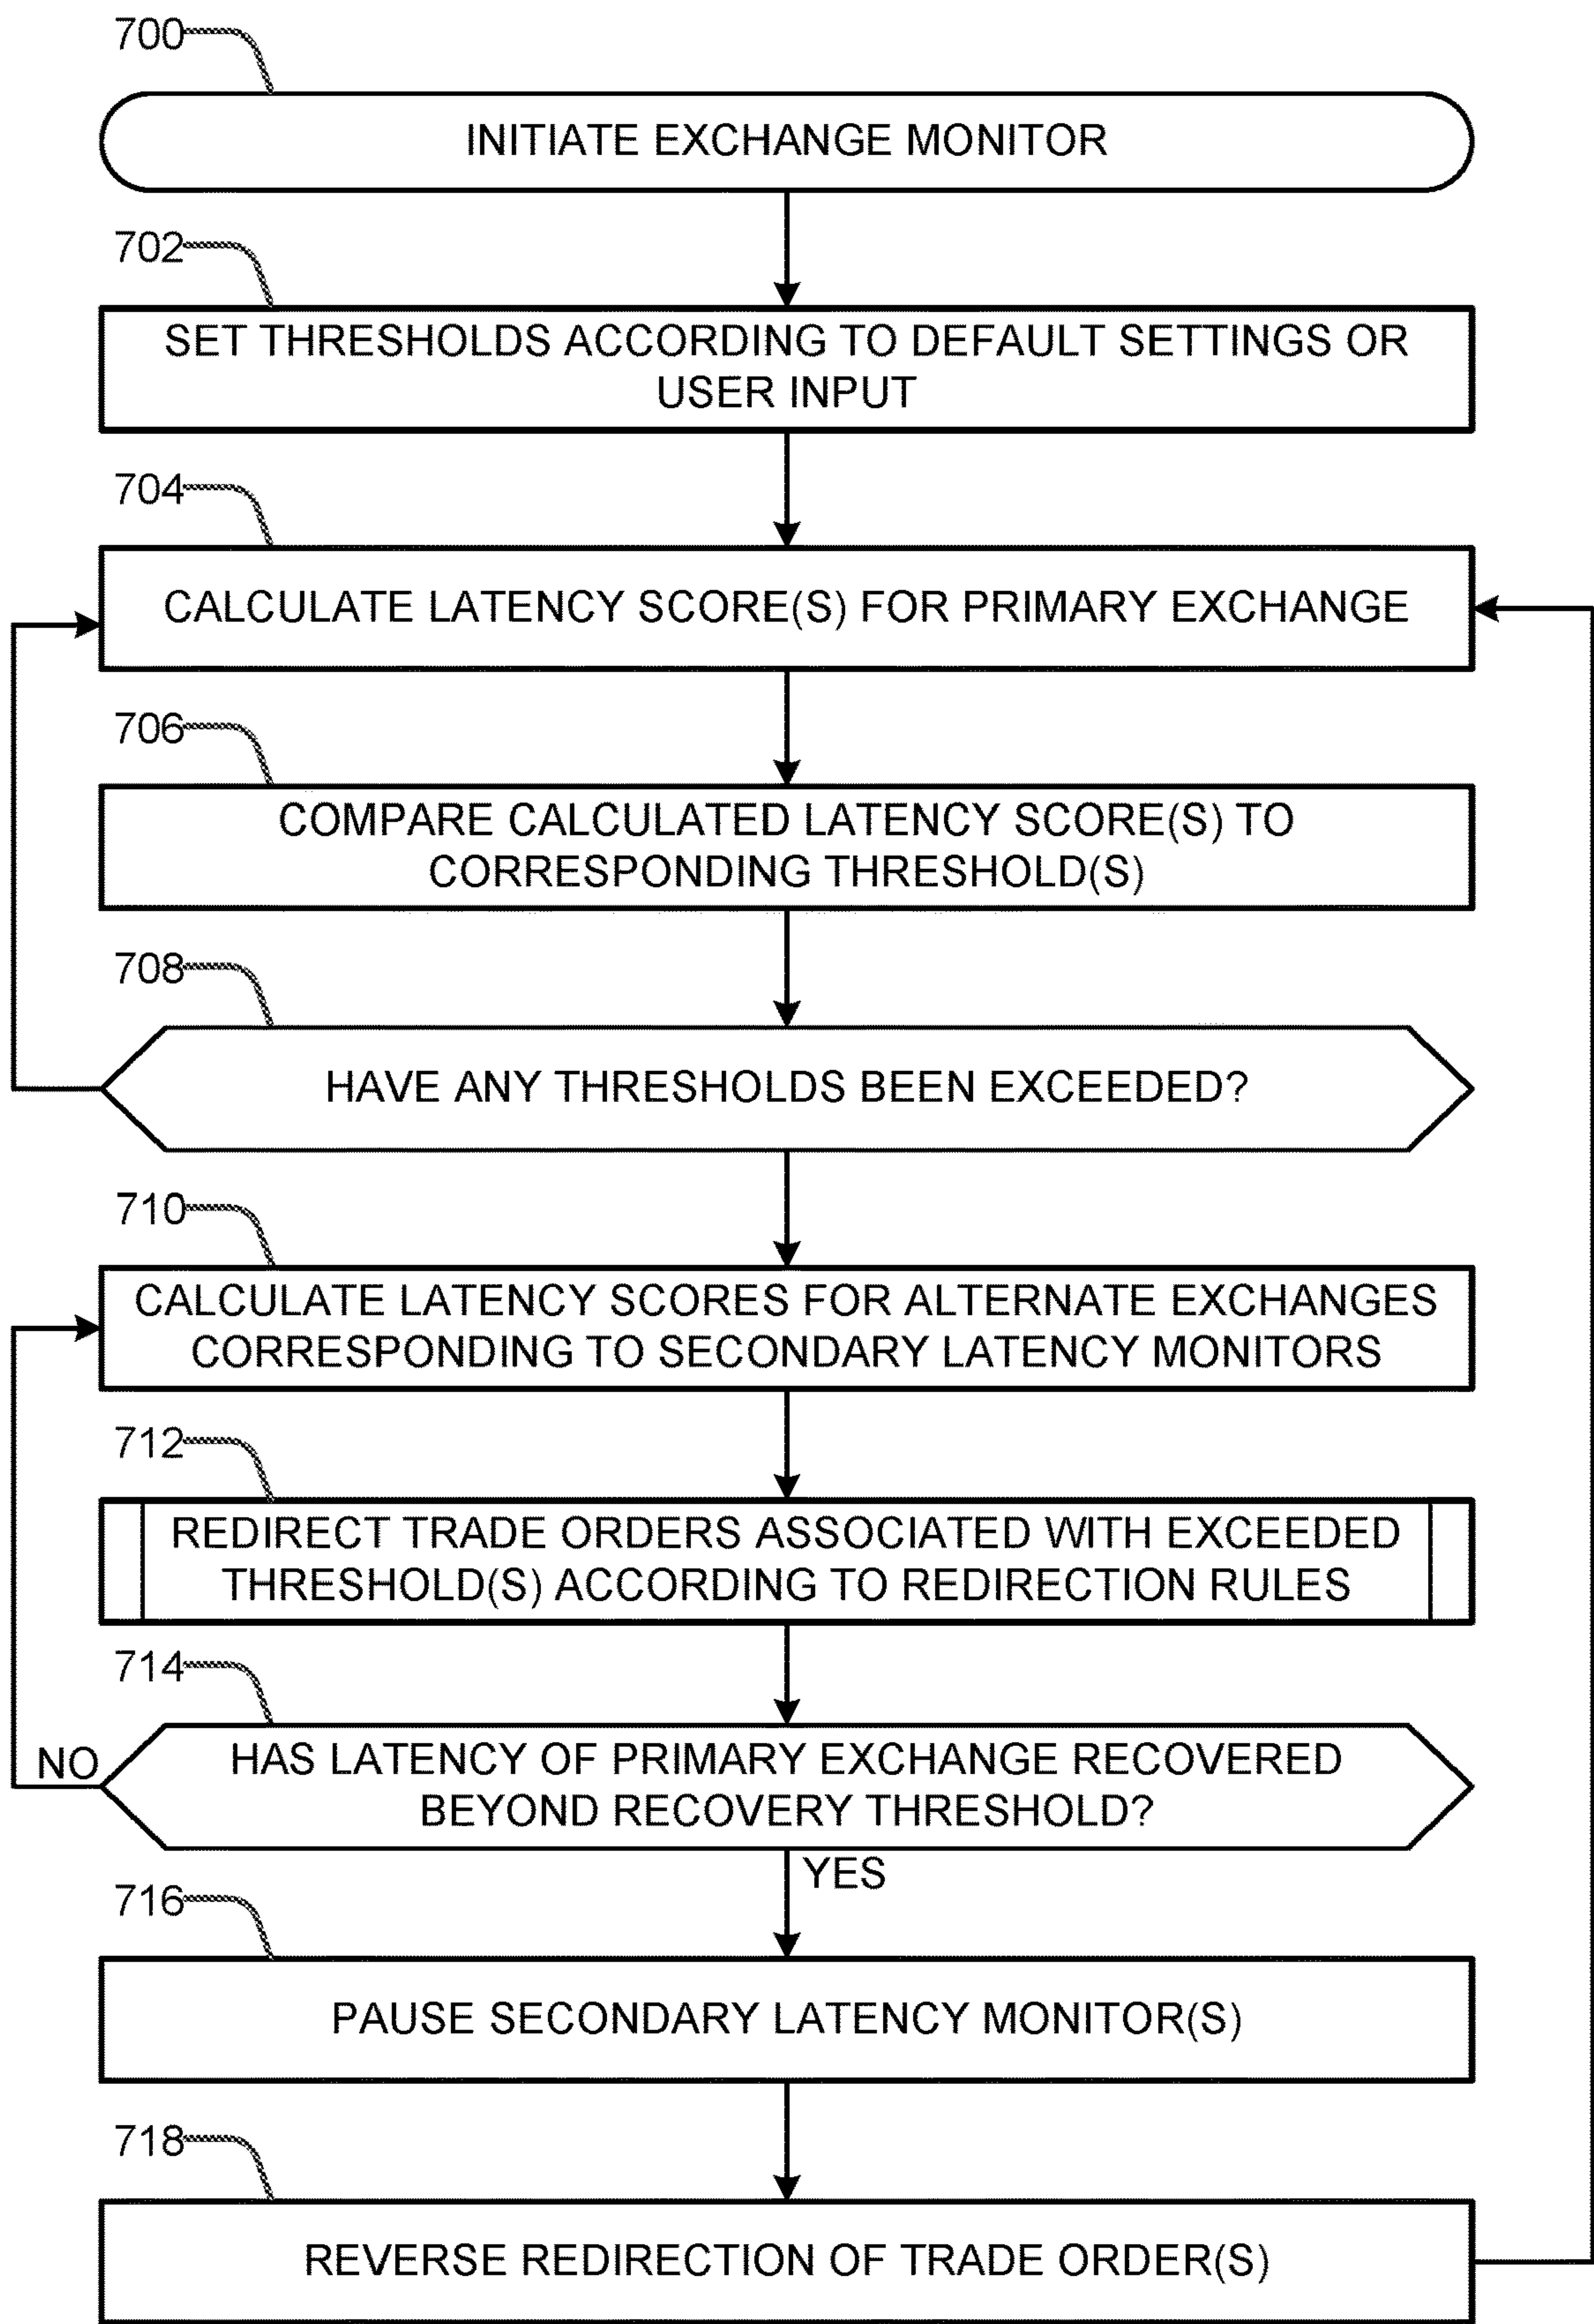 700
INITIATE EXCHANGE MONITOR
702
SET THRESHOLDS ACCORDING TO DEFAULT SETTINGS OR
USER INPUT
704
CALCULATE LATENCY SCORE(S) FOR PRIMARY EXCHANGE
706
COMPARE CALCULATED LATENCY SCORE(S) TO
CORRESPONDING THRESHOLD(S)
708
HAVE ANY THRESHOLDS BEEN EXCEEDED?
710
CALCULATE LATENCY SCORES FOR ALTERNATE EXCHANGES
CORRESPONDING TO SECONDARY LATENCY MONITORS
712
REDIRECT TRADE ORDERS ASSOCIATED WITH EXCEEDED
THRESHOLD(S) ACCORDING TO REDIRECTION RULES
714
NO
HAS LATENCY OF PRIMARY EXCHANGE RECOVERED
BEYOND RECOVERY THRESHOLD?
YES
716
PAUSE SECONDARY LATENCY MONITOR(S)
718
REVERSE REDIRECTION OF TRADE ORDER(S)